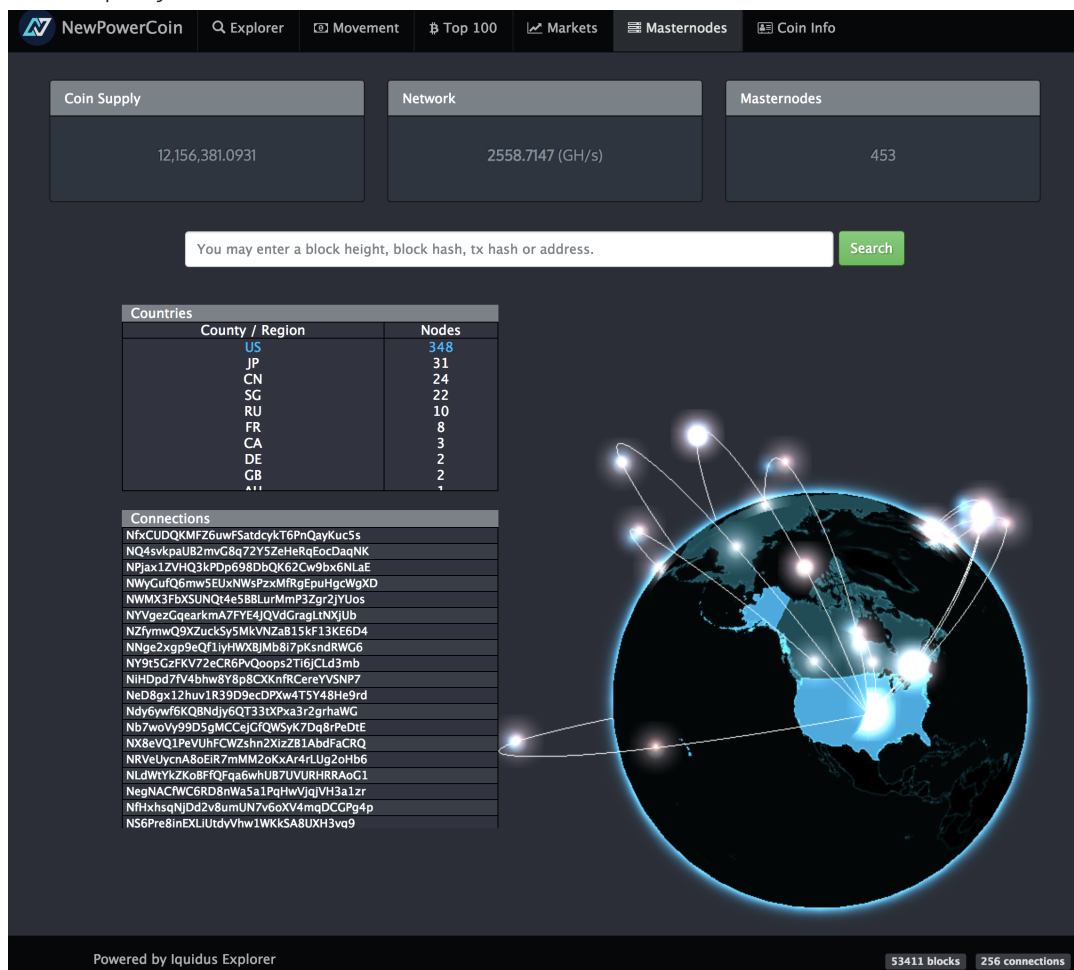 NewPowerCoin Explorer Movement Top 100 Markets Masternodes Coin Info
Coin Supply Network Masternodes
12,156,381.0931 2558.7147 (GH/s) 453
You may enter a block height, block hash, tx hash or address. Search
Countries
County / Region Nodes
US 348
JP 31
CN 24
SG 22
RU 10
FR 8
CA 3
DE 2
GB 2
Connections
NfxCUDQKMFZ6uwFSatdcykT6PnQayKuc5s
NQ4svkpaUB2mvG8q72Y5ZeHeRqEocDaqNK
NPjax1ZVHQ3kPDp698DbQK62Cw9bx6NLaE
NWyGufQ6mw5EUxNWsPzxMfRgEpuHgcWgXD
NWMX3FbXSUNQt4e5BBLurMmP3Zgr2jYUos
NYVgezGqearkmA7FYE4JQVdGragLtNXjUb
NZfymwQ9XZuckSy5MkVNZaB15kF13KE6D4
NNge2xgp9eQf1iyHWXBJMb8i7pKsndRWG6
NY9t5GzFKV72eCR6PvQoops2Ti6jCLd3mb
NiHDpd7fV4bhw8Y8p8CXKnfRCereYVSNP7
NeD8gx12huv1R39D9ecDPXw4T5Y48He9rd
Ndy6ywf6KQBNdjy6QT33tXPxa3r2grhaWG
Nb7woVy99D5gMCCejGfQWSyK7Dq8rPeDtE
NX8eVQ1PeVUhFCWZshn2XizZB1AbdFaCRQ
NRVeUycnA8oEiR7mMM2oKxAr4rLUg2oHb6
NLdWtYkZKoBFfQFqa6whUB7UVURHRRAoG1
NegNACfWC6RD8nWa5a1PqHwVjqjVH3a1zr
NfHxhsqNjDd2v8umUN7v6oXV4mqDCGPg4p
NS6Pre8inEXLiUtdyVhw1WKkSA8UXH3vq9
Powered by Iquidus Explorer 53411 blocks 256 connections